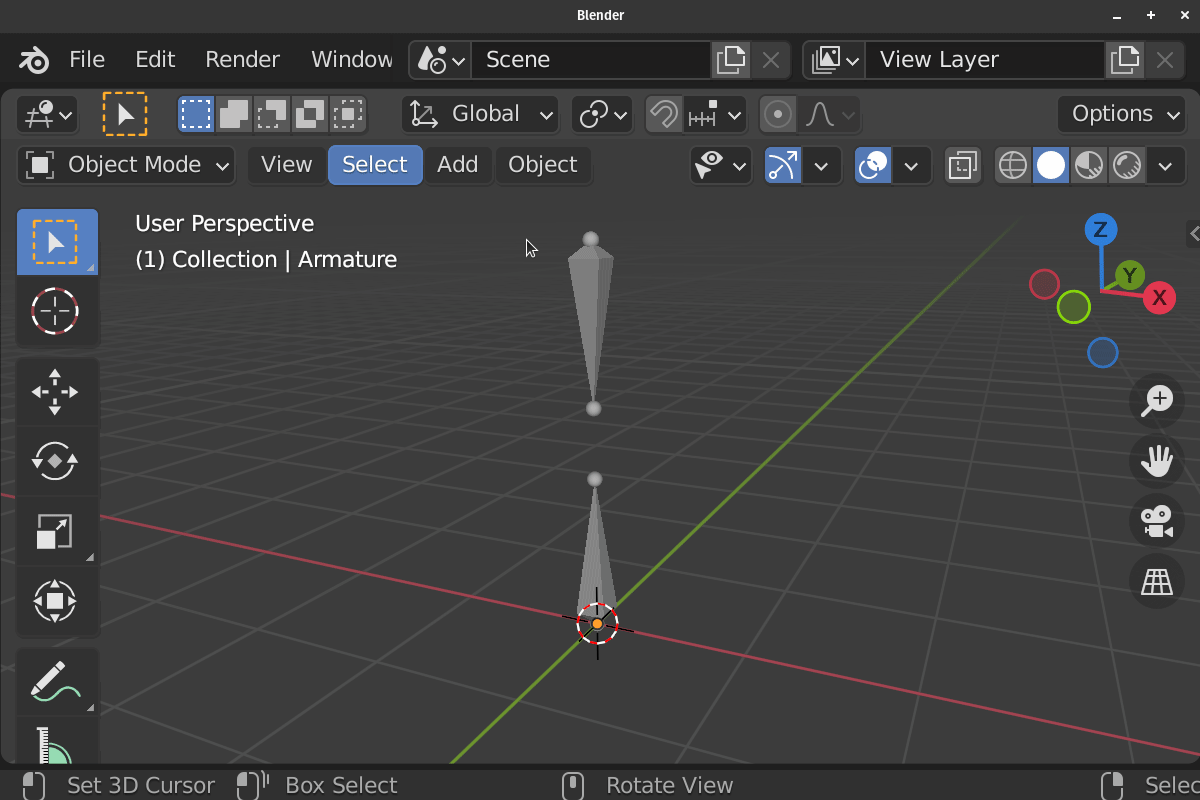 Blender
File Edit Render Window Scene View Layer
Global Options
Object Mode View Select Add Object
User Perspective
(1) Collection | Armature
Z
Y
X
Set 3D Cursor Box Select Rotate View Selec